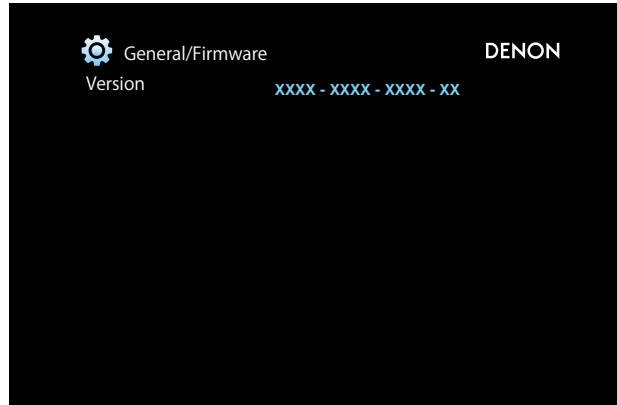 General/Firmware
DENON
Version
XXXX - XXXX - XXXX - XX